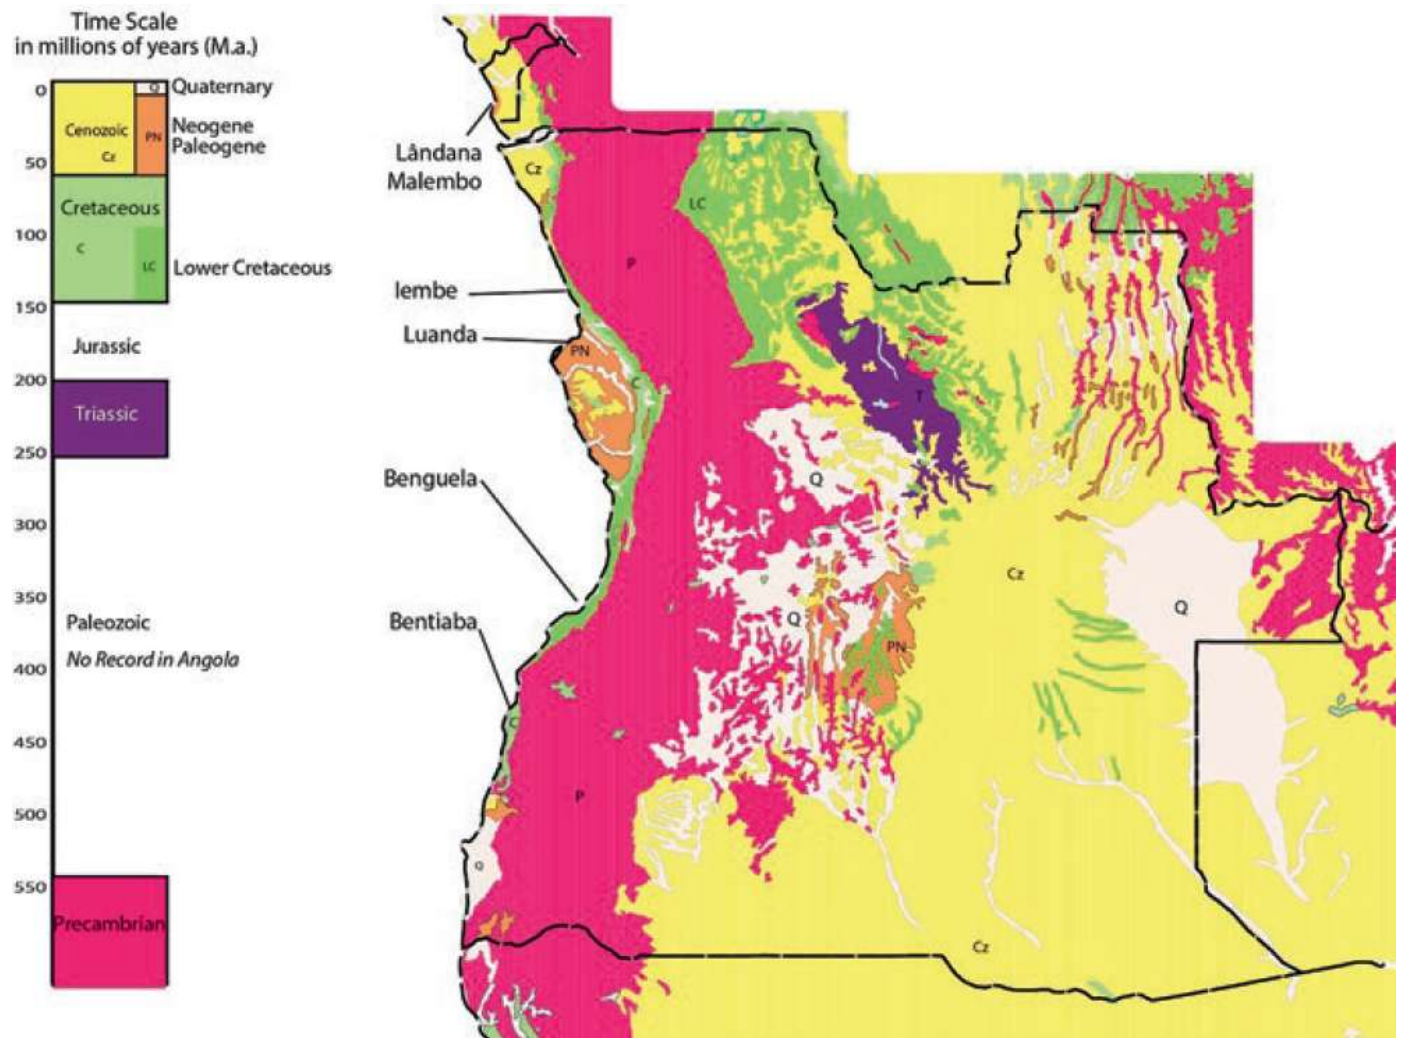 Time Scale
in millions of years (M.a.)
0
50
100
150
200
250
300
350
400
450
500
550
Cenozoic
Cz
Q
Quaternary
PN
Neogene
Paleogene
Cretaceous
C
LC
Lower Cretaceous
Jurassic
Triassic
Paleozoic
No Record in Angola
Precambrian
Lândana
Malembo
Iembe
Luanda
Benguela
Bentiaba
Cz
LC
P
PN
C
T
Q
Cz
Q
Q
PN
C
P
Q
Cz